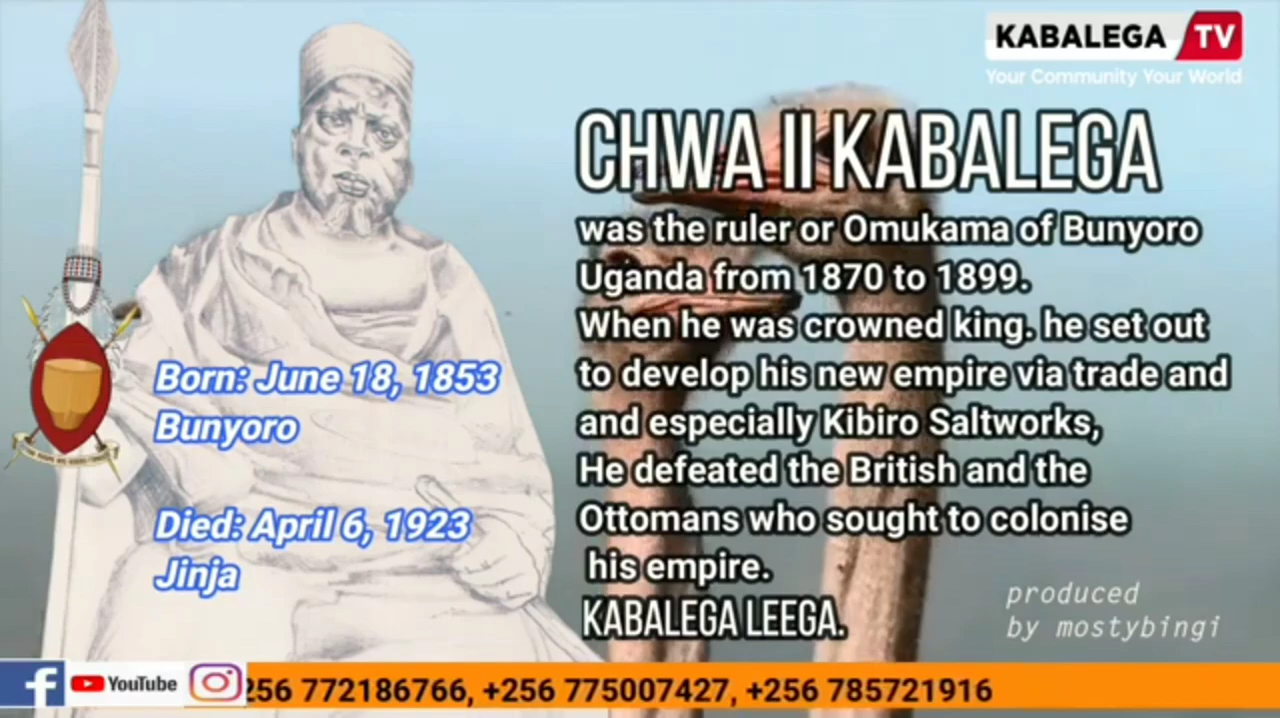 KABALEGA TV
Your Community Your World
CHWA II KABALEGA
was the ruler or Omukama of Bunyoro
Uganda from 1870 to 1899.
When he was crowned king. he set out
to develop his new empire via trade and
and especially Kibiro Saltworks,
He defeated the British and the
Ottomans who sought to colonise
his empire.
KABALEGA LEEGA.
Born: June 18, 1853
Bunyoro
Died: April 6, 1923
Jinja
produced
by mostybingi
YouTube
256 772186766, +256 775007427, +256 785721916